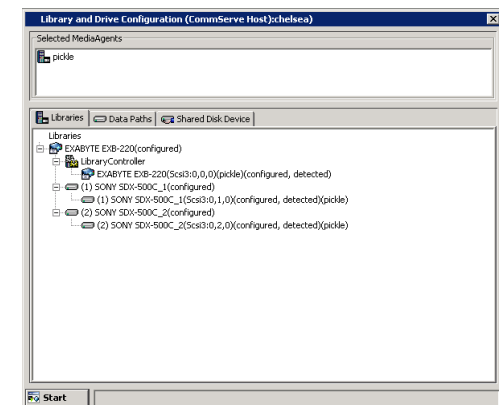 Library and Drive Configuration (CommServe Host):chelsea)
Selected MediaAgents
pickle
Libraries
Data Paths
Shared Disk Device
Libraries
EXABYTE EXB-220(configured)
LibraryController
EXABYTE EXB-220(Scsi3:0,0,0)(pickle)(configured, detected)
(1) SONY SDX-500C_1(configured)
(1) SONY SDX-500C_1(Scsi3:0,1,0)(configured, detected)(pickle)
(2) SONY SDX-500C_2(configured)
(2) SONY SDX-500C_2(Scsi3:0,2,0)(configured, detected)(pickle)
Start